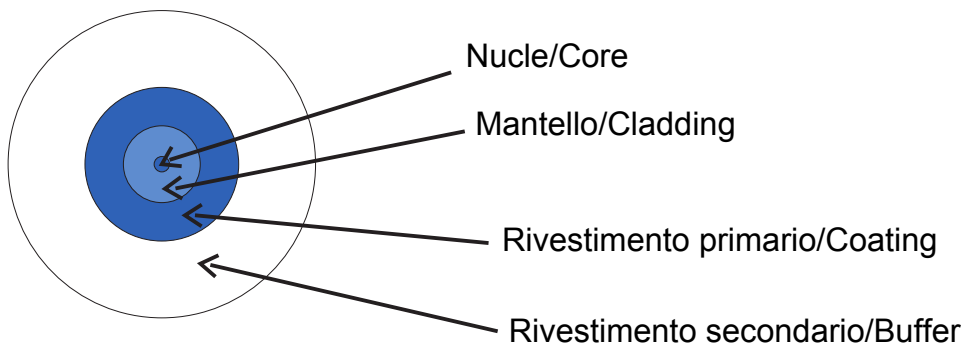 Nucle/Core
Mantello/Cladding
Rivestimento primario/Coating
Rivestimento secondario/Buffer